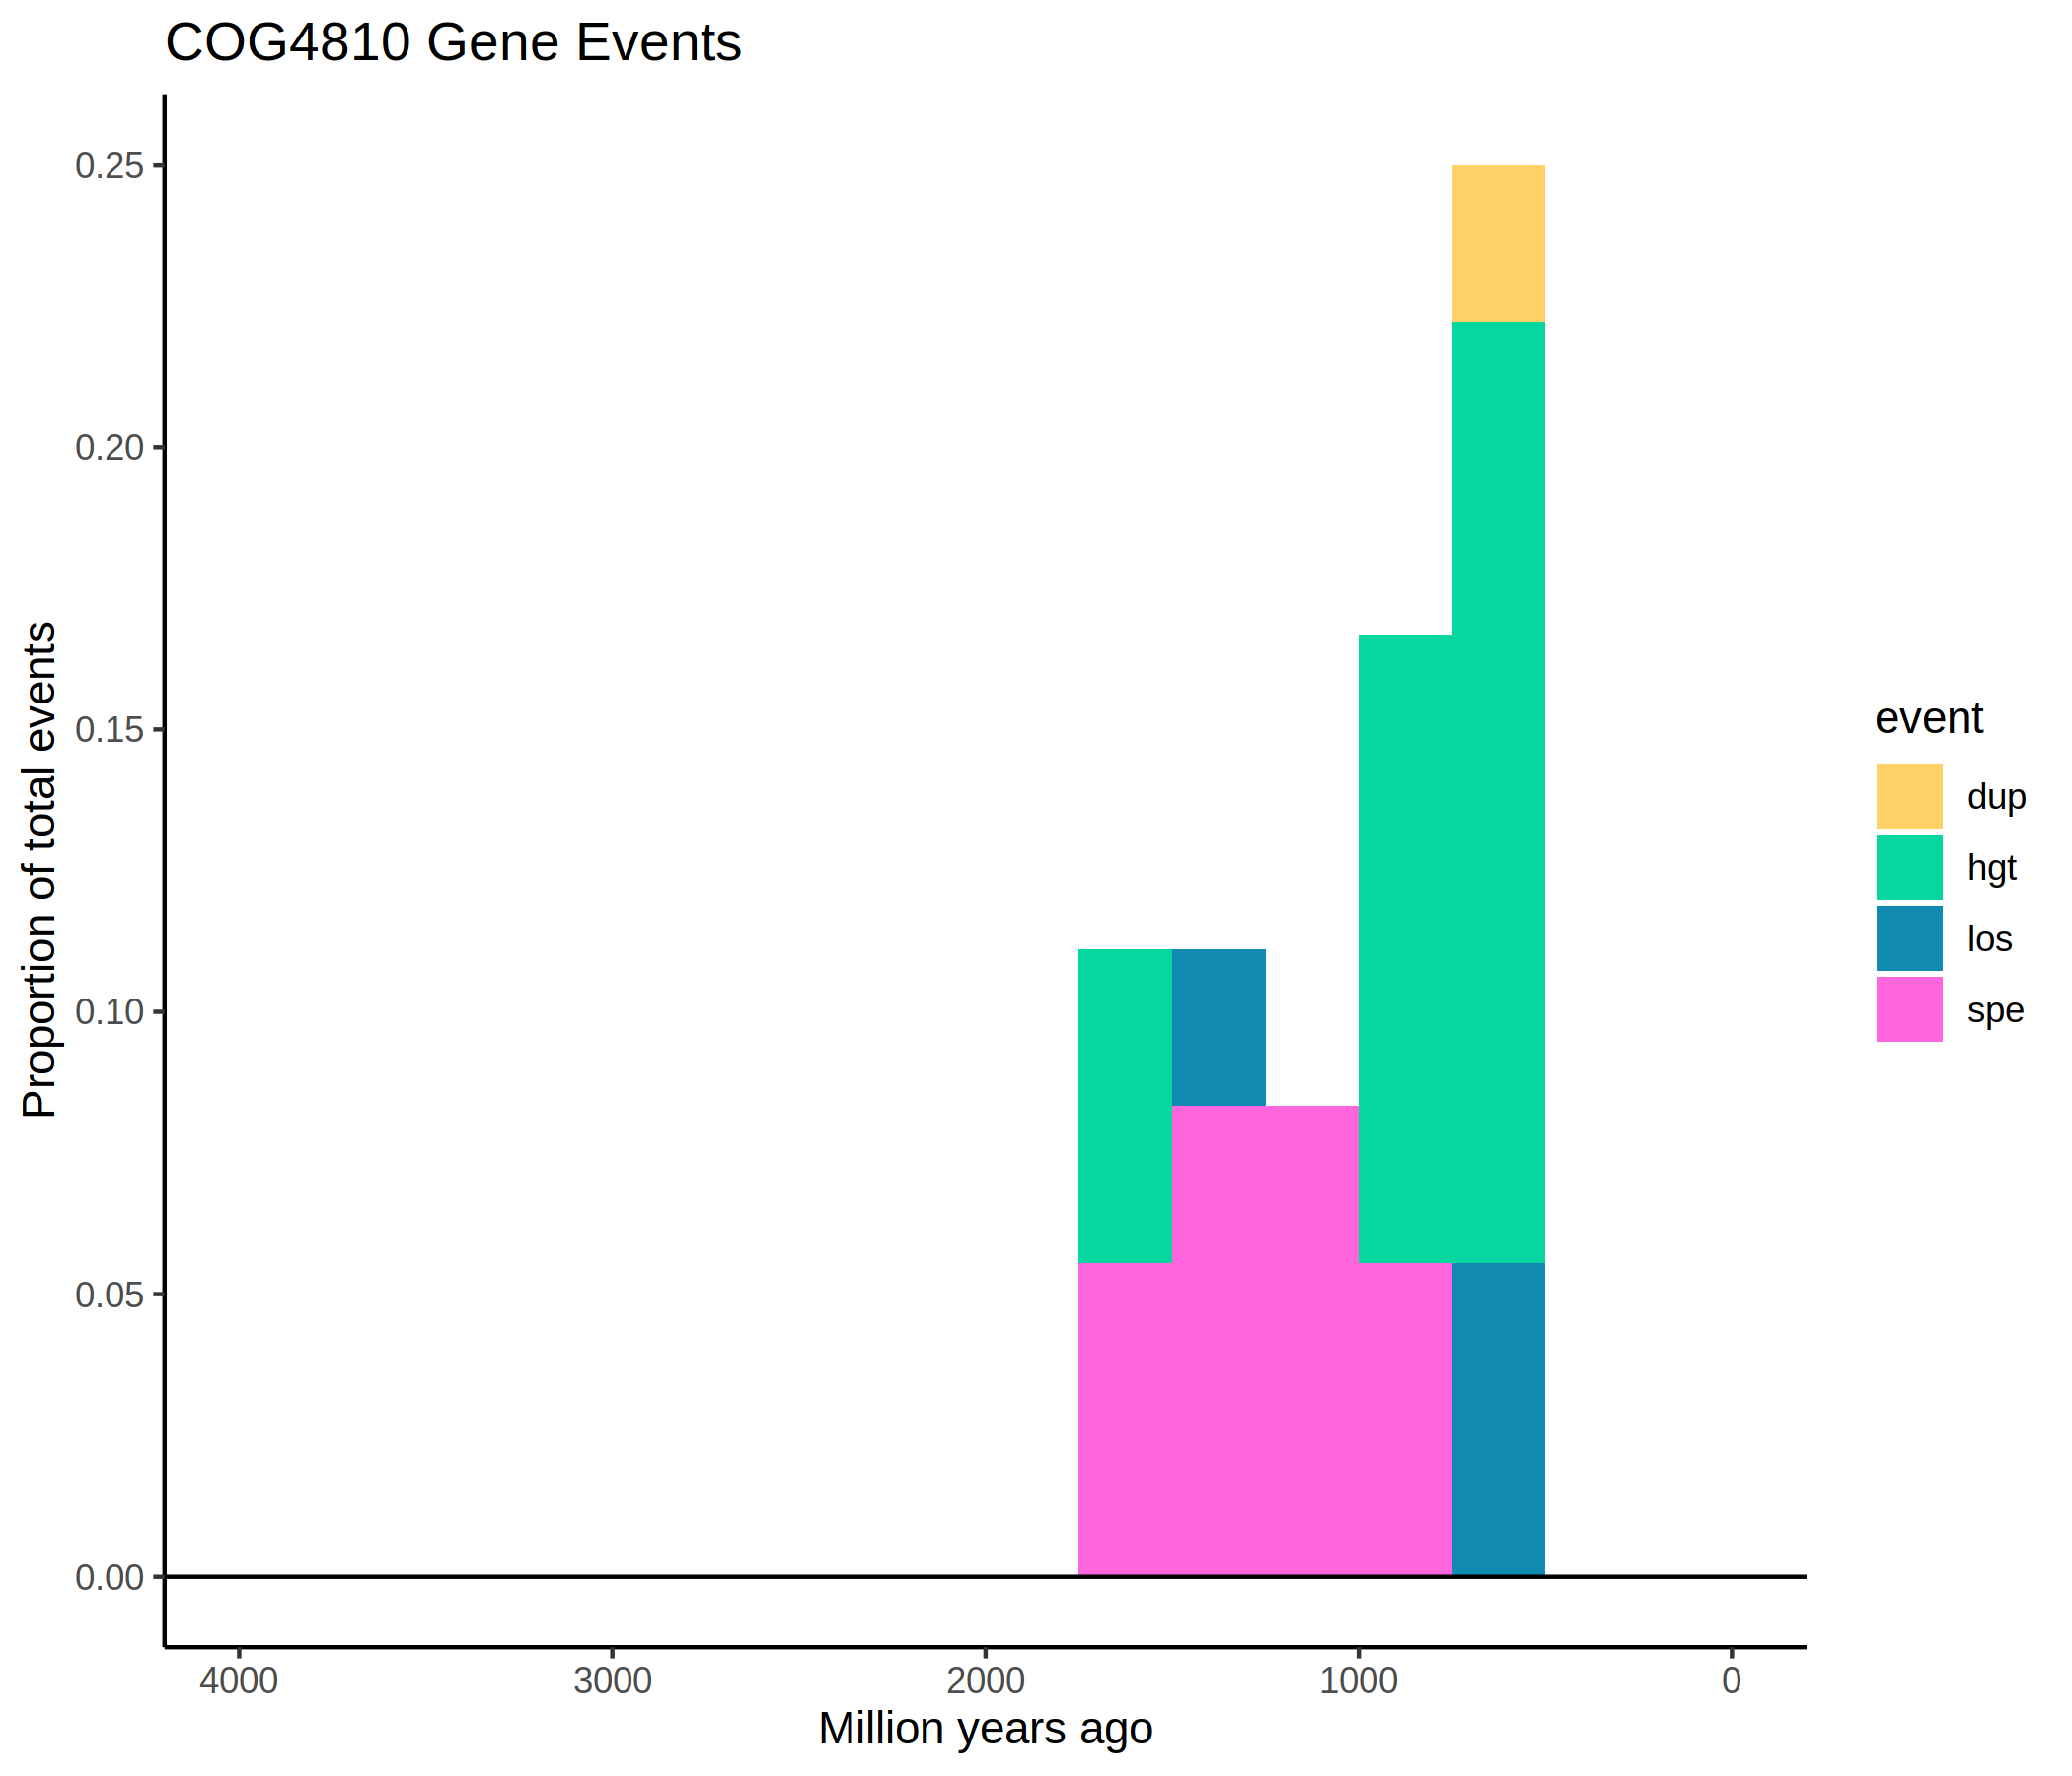 COG4810 Gene Events
Proportion of total events
0.25
0.20
0.15
0.10
0.05
0.00
4000 3000 2000 1000 0
Million years ago
event
dup
hgt
los
spe